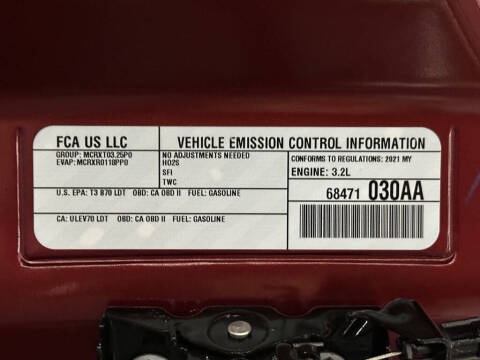 FCA US LLC
VEHICLE EMISSION CONTROL INFORMATION
GROUP: MCRXT03.25P0
EVAP: MCRXR0118PP0
NO ADJUSTMENTS NEEDED
HO2S
SFI
TWC
CONFORMS TO REGULATIONS: 2021 MY
ENGINE: 3.2L
U.S. EPA: T3 B70 LDT OBD: CA OBD II FUEL: GASOLINE
68471 030AA
CA: ULEV70 LDT OBD: CA OBD II FUEL: GASOLINE